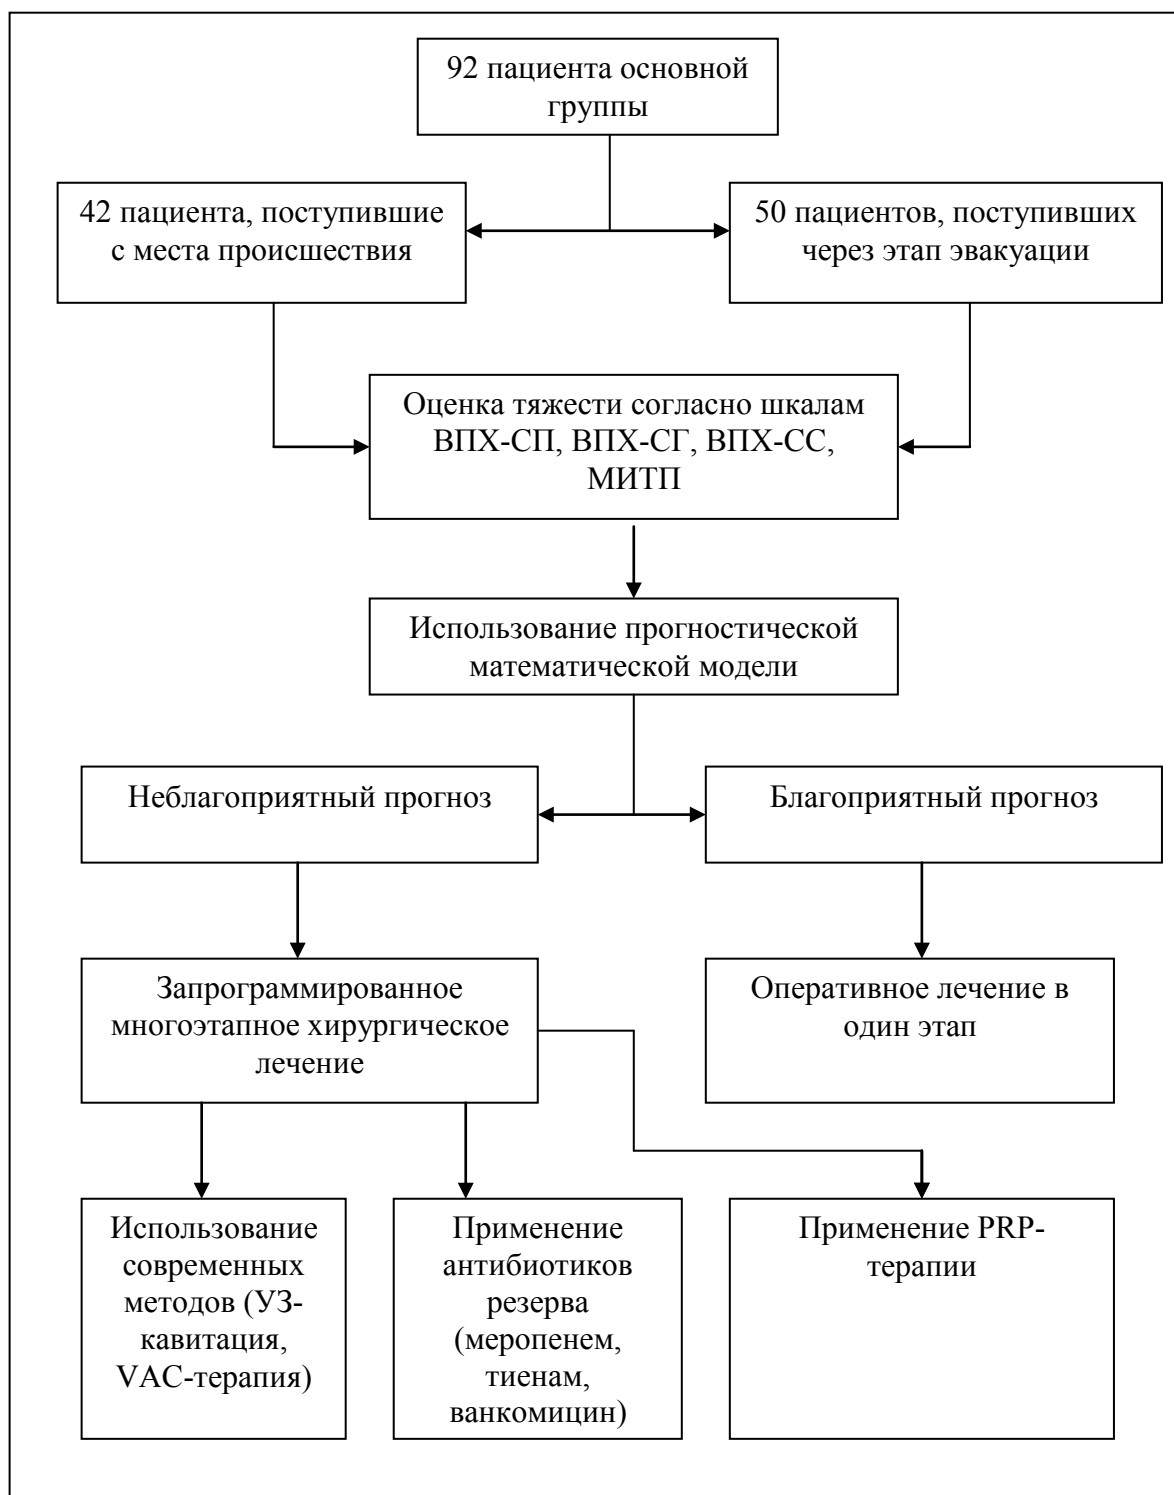 92 пациента основной
группы
42 пациента, поступившие
с места происшествия
50 пациентов, поступивших
через этап эвакуации
Оценка тяжести согласно шкалам
ВПХ-СП, ВПХ-СГ, ВПХ-СС,
МИТП
Использование прогностической
математической модели
Неблагоприятный прогноз
Благоприятный прогноз
Запрограммированное
многоэтапное хирургическое
лечение
Оперативное лечение в
один этап
Использование
современных
методов (УЗ-
кавитация,
VAC-терапия)
Применение
антибиотиков
резерва
(меропенем,
тиенам,
ванкомицин)
Применение PRP-
терапии